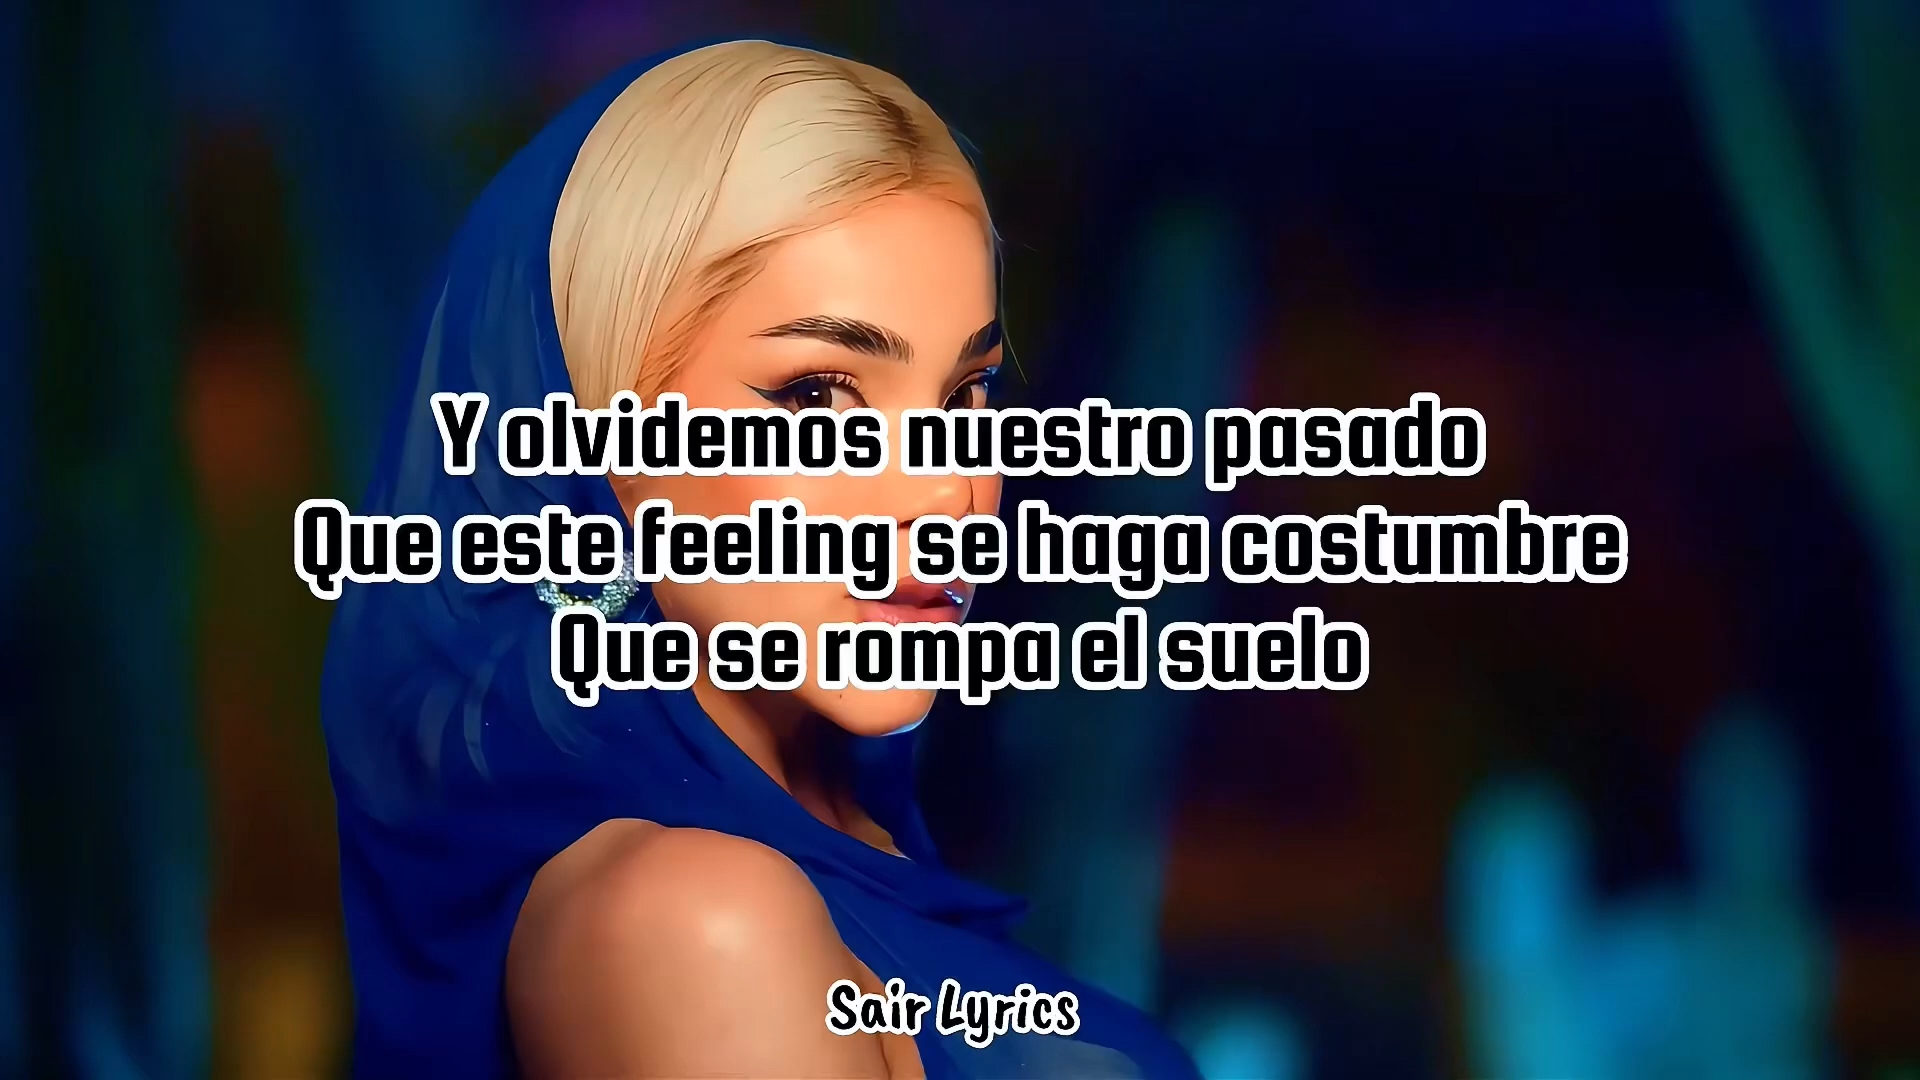 Y olvidemos nuestro pasado
Que este feeling se haga costumbre
Que se rompa el suelo
Sair Lyrics